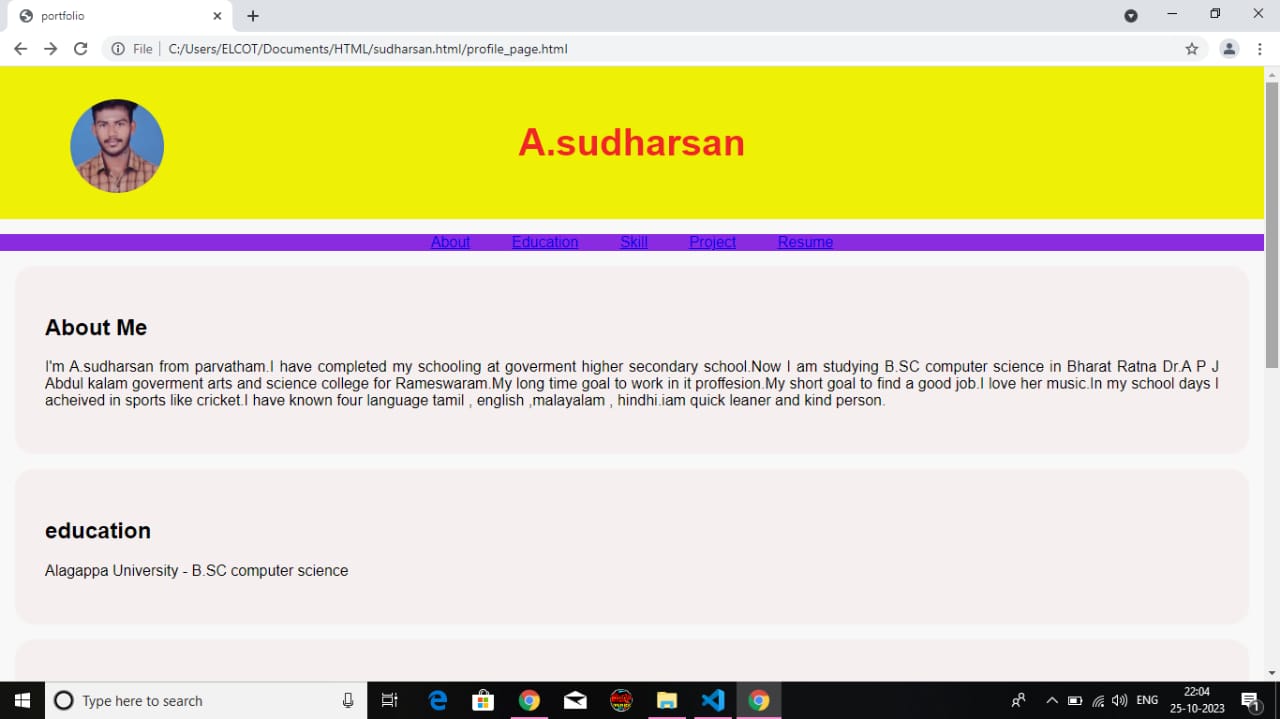 portfolio
File C:/Users/ELCOT/Documents/HTML/sudharsan.html/profile_page.html
A.sudharsan
About Education Skill Project Resume
About Me
I'm A.sudharsan from parvatham.I have completed my schooling at goverment higher secondary school.Now I am studying B.SC computer science in Bharat Ratna Dr.A P J
Abdul kalam goverment arts and science college for Rameswaram.My long time goal to work in it proffesion.My short goal to find a good job.I love her music.In my school days I
acheived in sports like cricket.I have known four language tamil , english ,malayalam , hindhi.iam quick leaner and kind person.
education
Alagappa University - B.SC computer science
Type here to search
ENG
22:04
25-10-2023
1